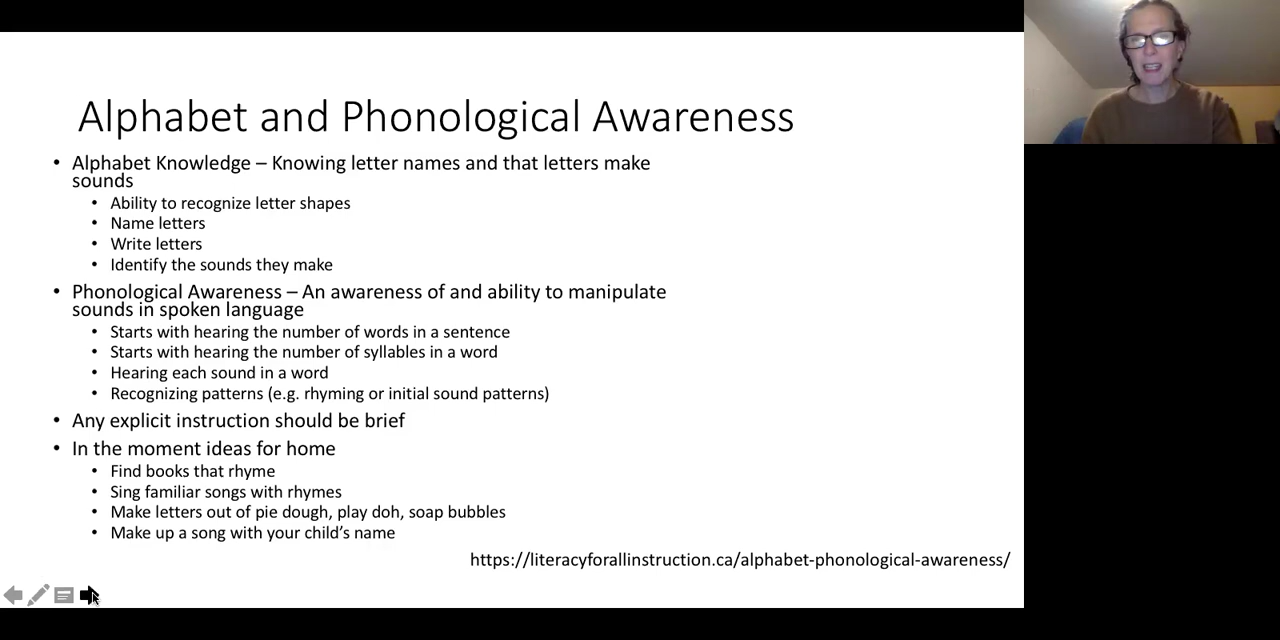 Alphabet and Phonological Awareness
• Alphabet Knowledge – Knowing letter names and that letters make
sounds
• Ability to recognize letter shapes
• Name letters
• Write letters
• Identify the sounds they make
• Phonological Awareness – An awareness of and ability to manipulate
sounds in spoken language
• Starts with hearing the number of words in a sentence
• Starts with hearing the number of syllables in a word
• Hearing each sound in a word
• Recognizing patterns (e.g. rhyming or initial sound patterns)
• Any explicit instruction should be brief
• In the moment ideas for home
• Find books that rhyme
• Sing familiar songs with rhymes
• Make letters out of pie dough, play doh, soap bubbles
• Make up a song with your child’s name
https://literacyforallinstruction.ca/alphabet-phonological-awareness/